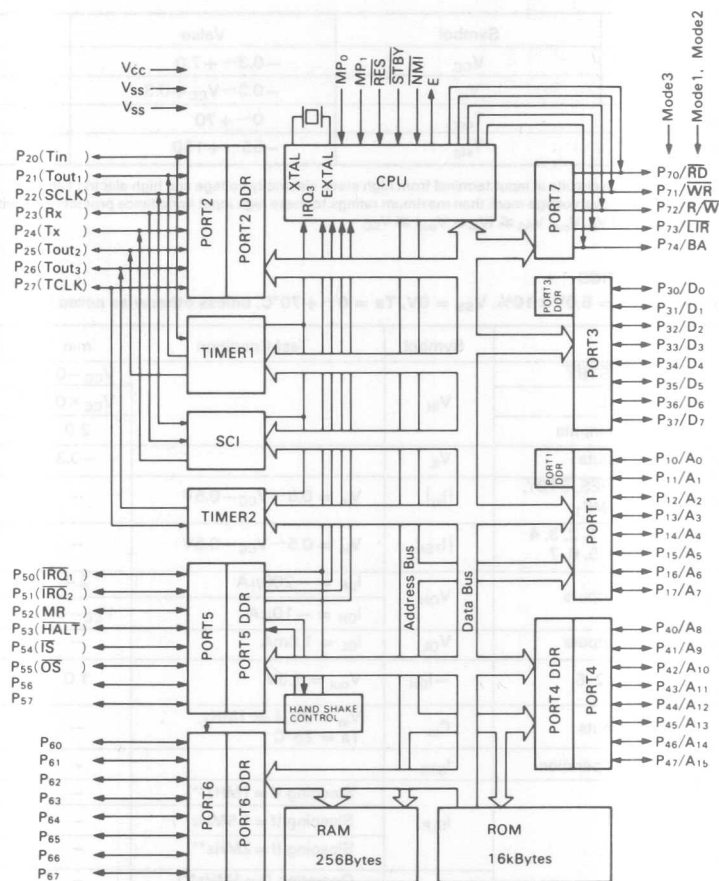 Vcc
Vss
Vss
MP0
MP1
RES
STBY
NMI
E
Mode3
Mode1, Mode2
XTAL
EXTAL
IRQ
CPU
P20(Tin )
P21(Tout1)
P22(SCLK)
P23(Rx )
P24(Tx )
P25(Tout2)
P26(Tout3)
P27(TCLK)
PORT2
PORT2 DDR
PORT7
P70/RD
P71/WR
P72/R/W
P73/LIR
P74/BA
TIMER1
PORT3 DDR
PORT3
P30/D0
P31/D1
P32/D2
P33/D3
P34/D4
P35/D5
P36/D6
P37/D7
SCI
TIMER2
PORT1 DDR
PORT1
P10/A0
P11/A1
P12/A2
P13/A3
P14/A4
P15/A5
P16/A6
P17/A7
Address Bus
Data Bus
P50(IRQ1)
P51(IRQ2)
P52(MR )
P53(HALT)
P54(IS )
P55(OS )
P56
P57
PORT5
PORT5 DDR
HAND SHAKE
CONTROL
PORT4 DDR
PORT4
P40/A8
P41/A9
P42/A10
P43/A11
P44/A12
P45/A13
P46/A14
P47/A15
P60
P61
P62
P63
P64
P65
P66
P67
PORT6
PORT6 DDR
RAM
256Bytes
ROM
16kBytes